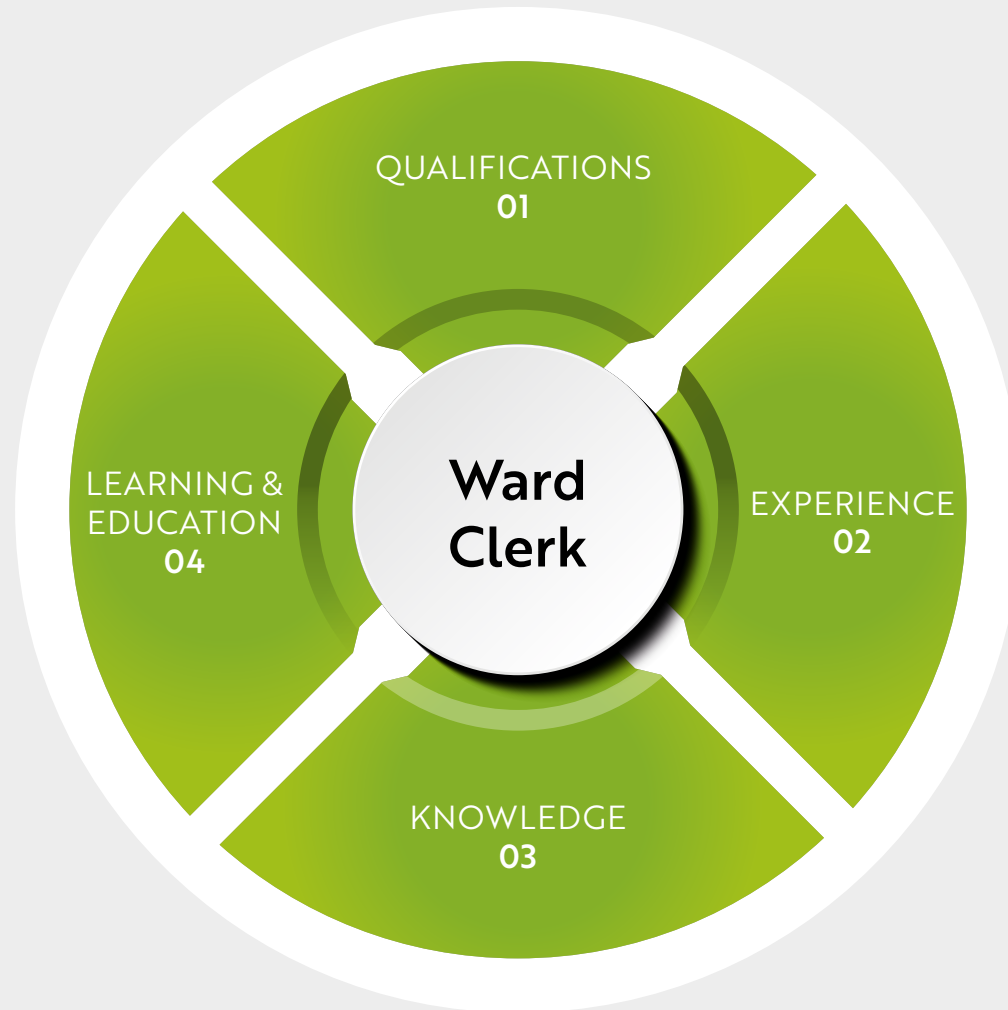 QUALIFICATIONS
01
EXPERIENCE
02
KNOWLEDGE
03
LEARNING &
EDUCATION
04
Ward
Clerk